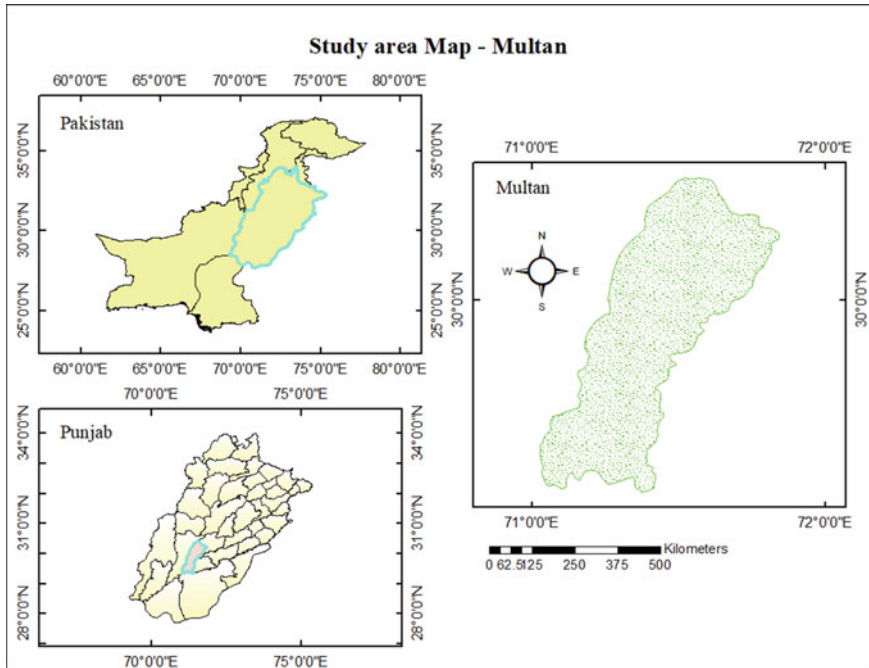 Study area Map - Multan
60°0'0"E 65°0'0"E 70°0'0"E 75°0'0"E 80°0'0"E
Pakistan
35°0'0"N 35°0'0"N
30°0'0"N 30°0'0"N
25°0'0"N 25°0'0"N
60°0'0"E 65°0'0"E 70°0'0"E 75°0'0"E 80°0'0"E
70°0'0"E 75°0'0"E
Punjab
34°0'0"N 34°0'0"N
31°0'0"N 31°0'0"N
28°0'0"N 28°0'0"N
70°0'0"E 75°0'0"E
71°0'0"E 72°0'0"E
Multan
N
W E
S
30°0'0"N 30°0'0"N
71°0'0"E 72°0'0"E
Kilometers
0 62.5125 250 375 500